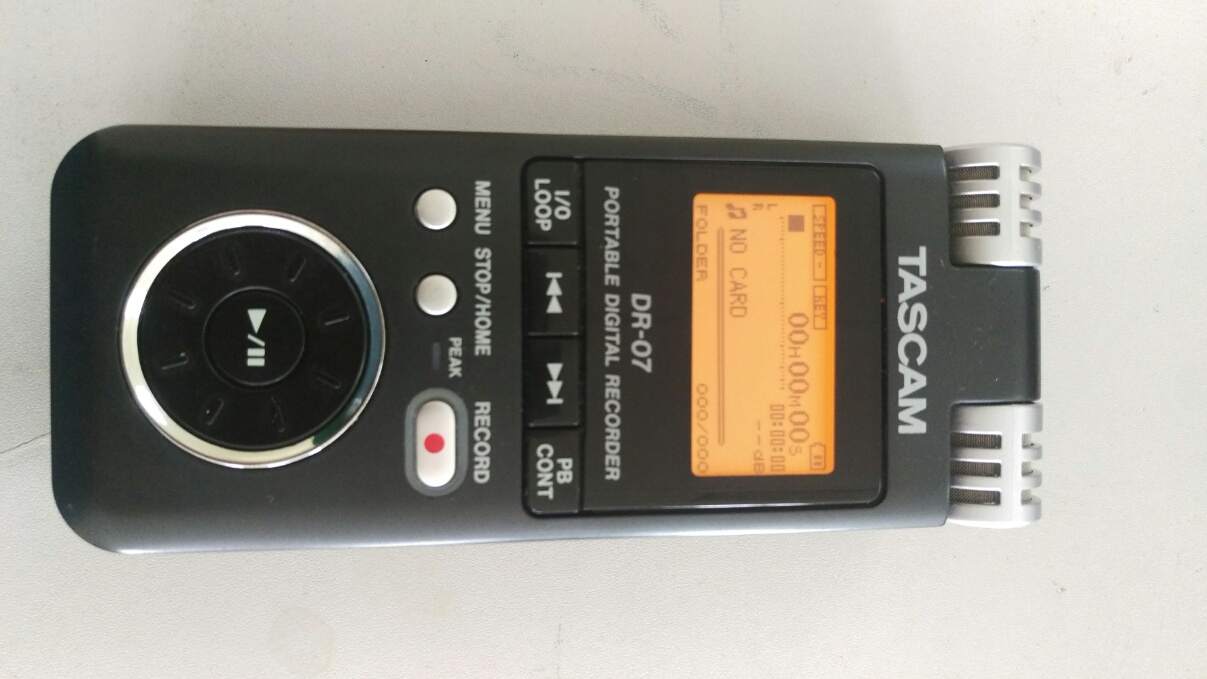 TASCAM
SPEED - KEY
00H00M00S
00:00:00
L
R
--dB
NO CARD
FOLDER 000/000
DR-07
PORTABLE DIGITAL RECORDER
I/O LOOP
PB CONT
MENU STOP/HOME RECORD
PEAK